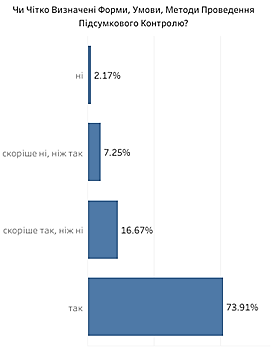 Чи Чітко Визначені Форми, Умови, Методи Проведення
Підсумкового Контролю?
ні 2.17%
скоріше ні, ніж так 7.25%
скоріше так, ніж ні 16.67%
так 73.91%